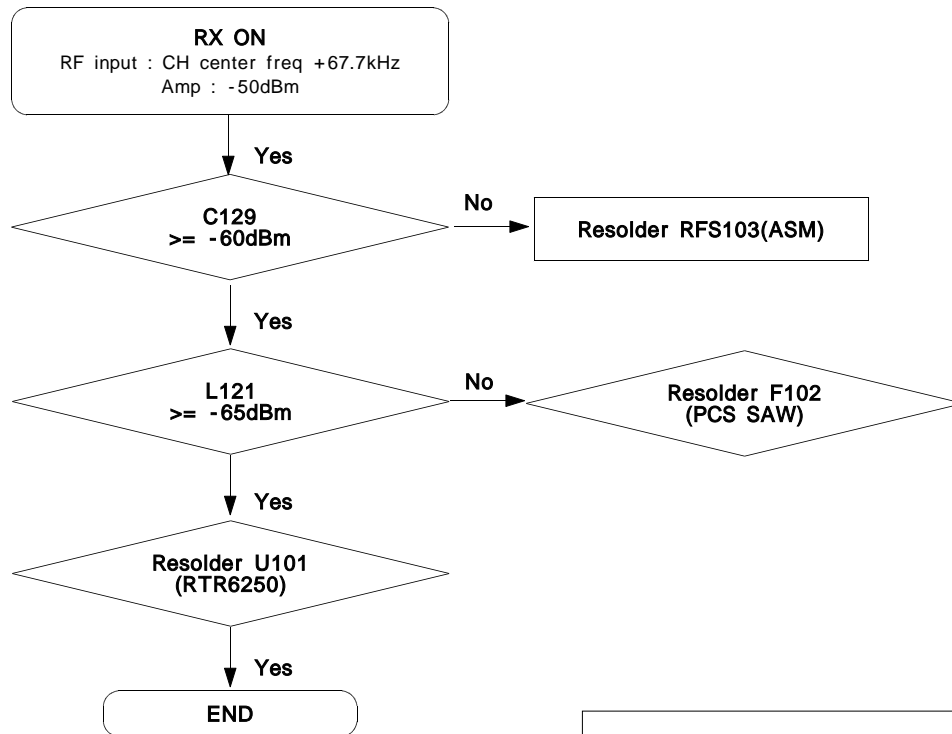 RX ON
RF input : CH center freq +67.7kHz
Amp : -50dBm
Yes
C129
>= -60dBm
No
Resolder RFS103(ASM)
Yes
L121
>= -65dBm
No
Resolder F102
(PCS SAW)
Yes
Resolder U101
(RTR6250)
Yes
END